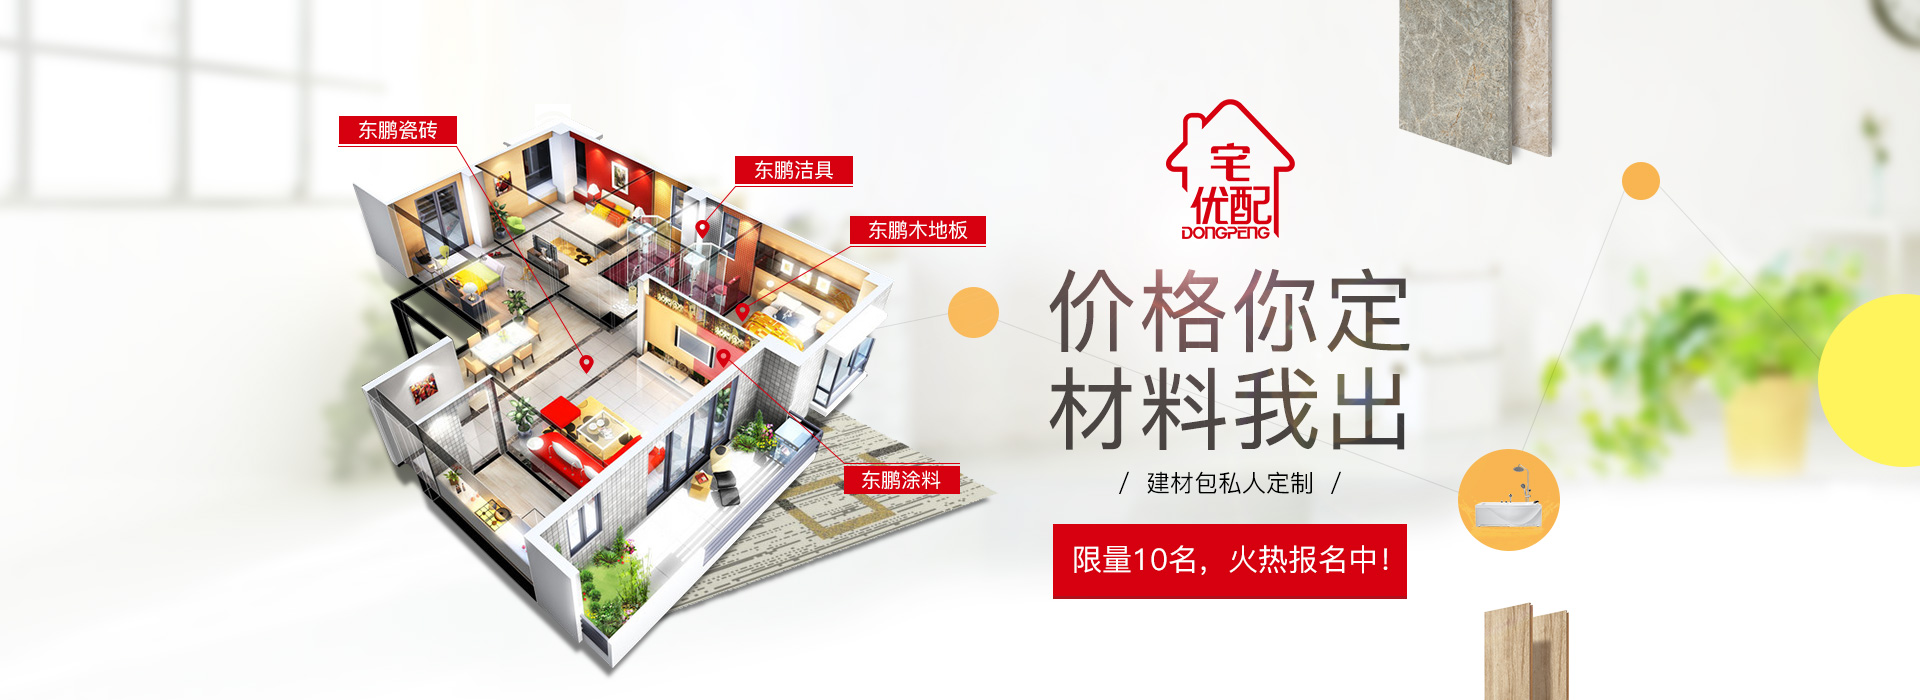 东鹏瓷砖
东鹏洁具
东鹏木地板
东鹏涂料
宅
优配
DONGPENG
价格你定
材料我出
/ 建材包私人定制 /
限量10名，火热报名中！